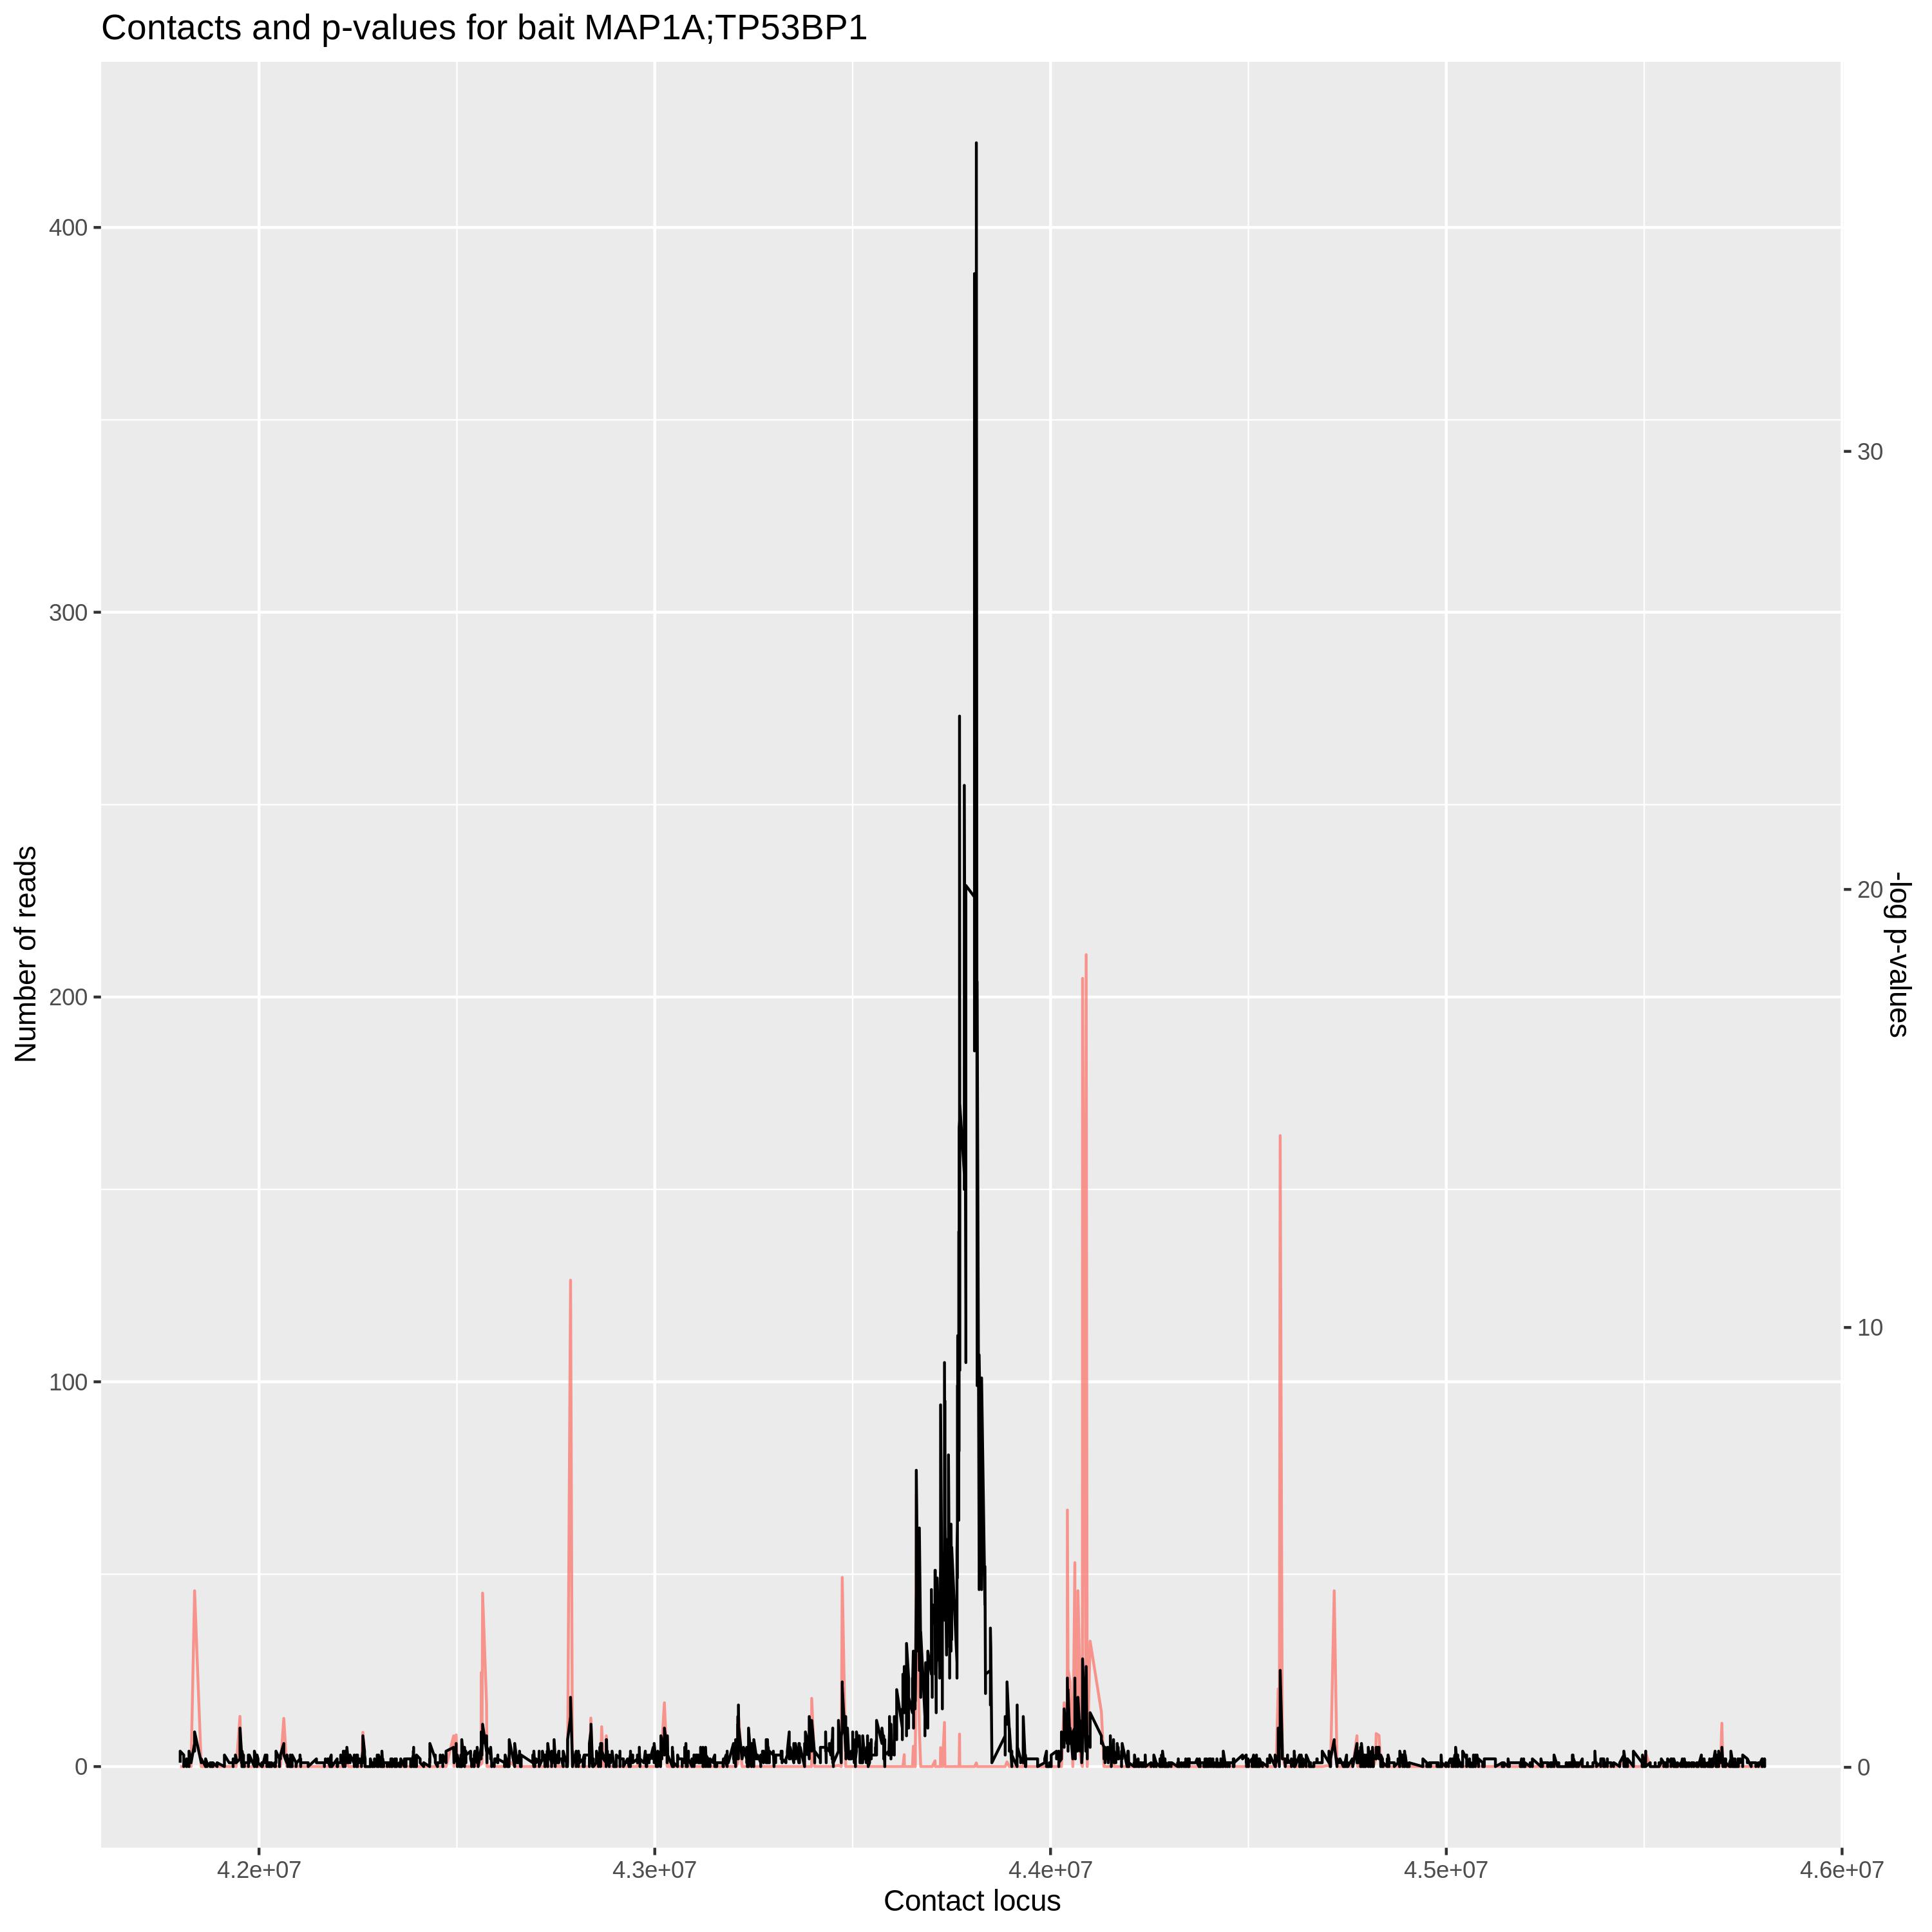 Contacts and p-values for bait MAP1A;TP53BP1
400
300
200
100
0
Number of reads
30
20
10
0
-log p-values
4.2e+07
4.3e+07
4.4e+07
4.5e+07
4.6e+07
Contact locus